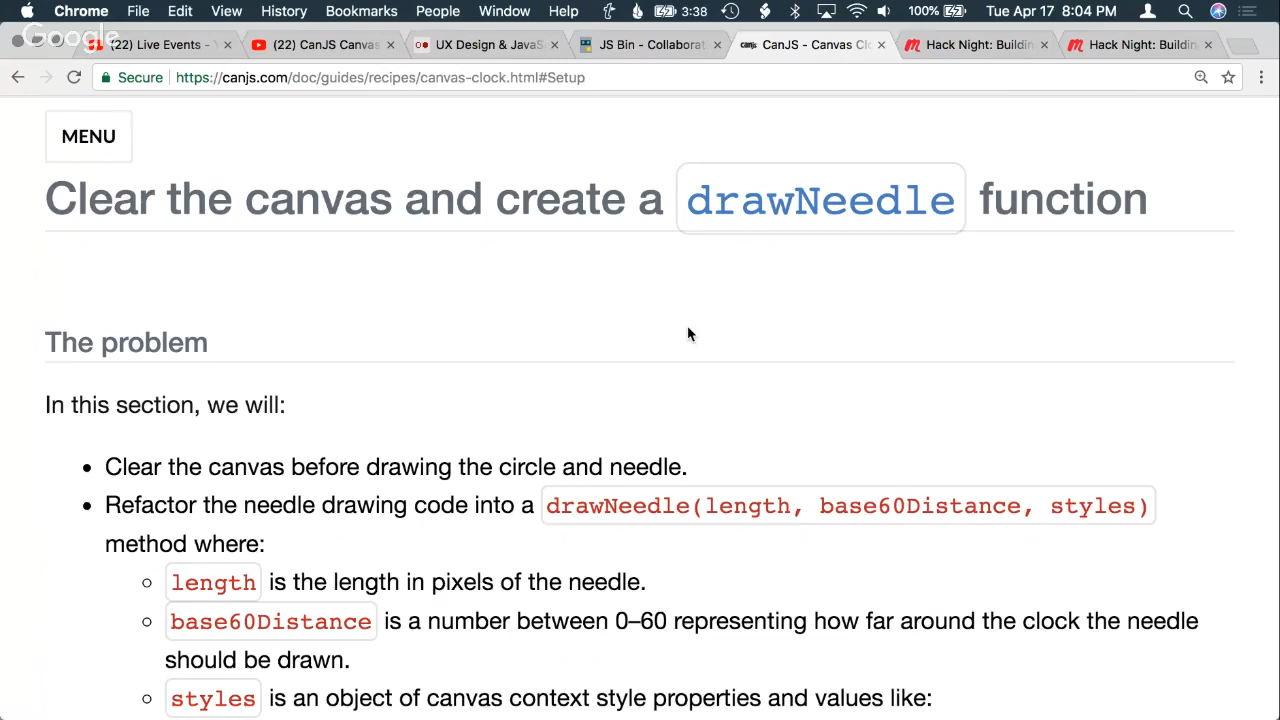 Chrome File Edit View History Bookmarks People Window Help 3:38 100% Tue Apr 17 8:04 PM
Google
(22) Live Events - Y (22) CanJS Canvas UX Design & JavaS JS Bin - Collaborat CanJS - Canvas Clo Hack Night: Buildin Hack Night: Buildin
Secure https://canjs.com/doc/guides/recipes/canvas-clock.html#Setup
MENU
Clear the canvas and create a drawNeedle function
The problem
In this section, we will:
• Clear the canvas before drawing the circle and needle.
• Refactor the needle drawing code into a drawNeedle(length, base60Distance, styles)
method where:
○ length is the length in pixels of the needle.
○ base60Distance is a number between 0–60 representing how far around the clock the needle
should be drawn.
○ styles is an object of canvas context style properties and values like: